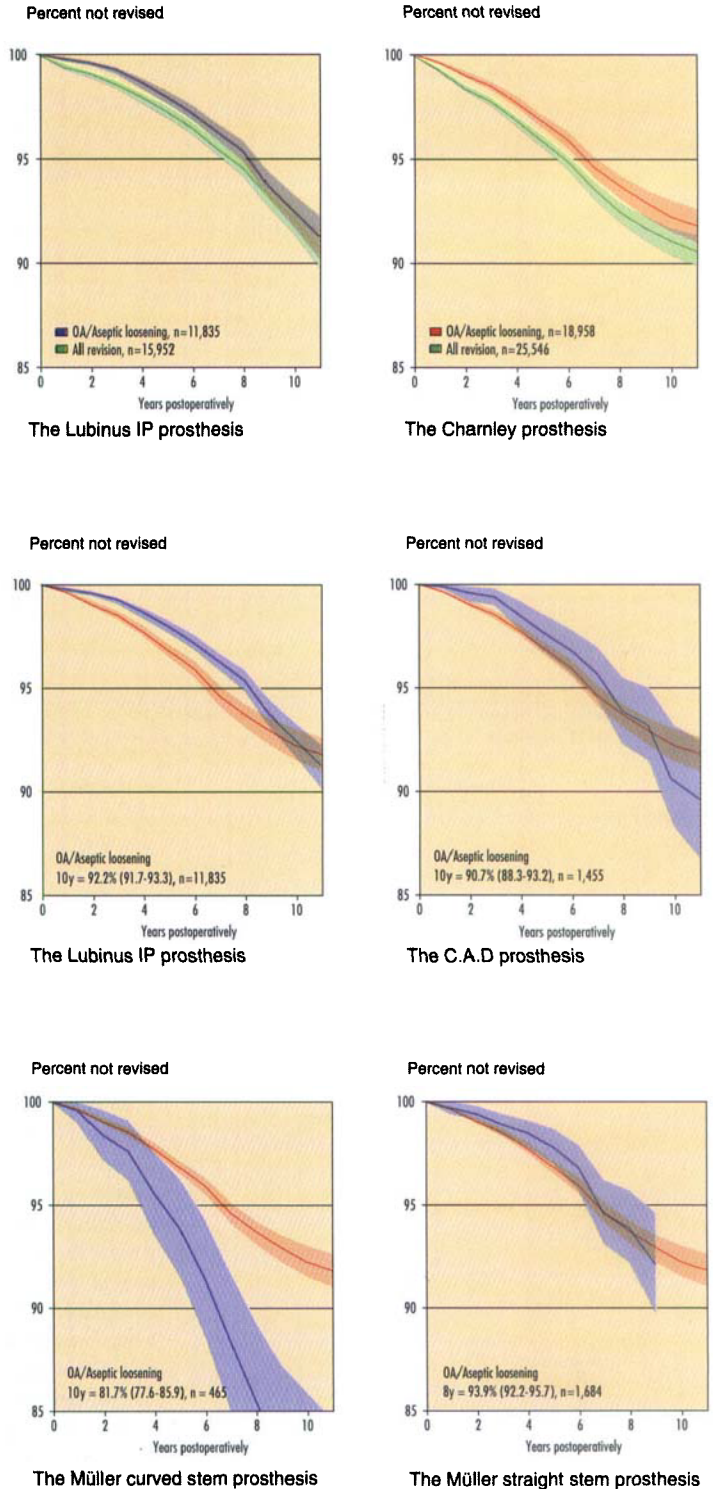 Percent not revised
100
95
90
85
0 2 4 6 8 10
OA/Aseptic loosening, n=11,835
All revision, n=15,952
Years postoperatively
The Lubinus IP prosthesis
Percent not revised
100
95
90
85
0 2 4 6 8 10
OA/Aseptic loosening, n=18,958
All revision, n=25,546
Years postoperatively
The Charnley prosthesis
Percent not revised
100
95
90
85
0 2 4 6 8 10
OA/Aseptic loosening
10y = 92.2% (91.7-93.3), n=11,835
Years postoperatively
The Lubinus IP prosthesis
Percent not revised
100
95
90
85
0 2 4 6 8 10
OA/Aseptic loosening
10y = 90.7% (88.3-93.2), n = 1,455
Years postoperatively
The C.A.D prosthesis
Percent not revised
100
95
90
85
0 2 4 6 8 10
OA/Aseptic loosening
10y = 81.7% (77.6-85.9), n = 465
Years postoperatively
The Müller curved stem prosthesis
Percent not revised
100
95
90
85
0 2 4 6 8 10
OA/Aseptic loosening
8y = 93.9% (92.2-95.7), n=1,684
Years postoperatively
The Müller straight stem prosthesis